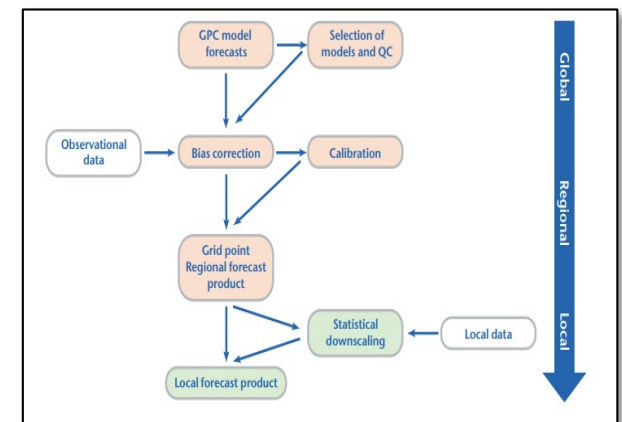 GPC model
forecasts
Selection of
models and QC
Global
Observational
data
Bias correction
Calibration
Regional
Grid point
Regional forecast
product
Statistical
downscaling
Local data
Local
Local forecast product